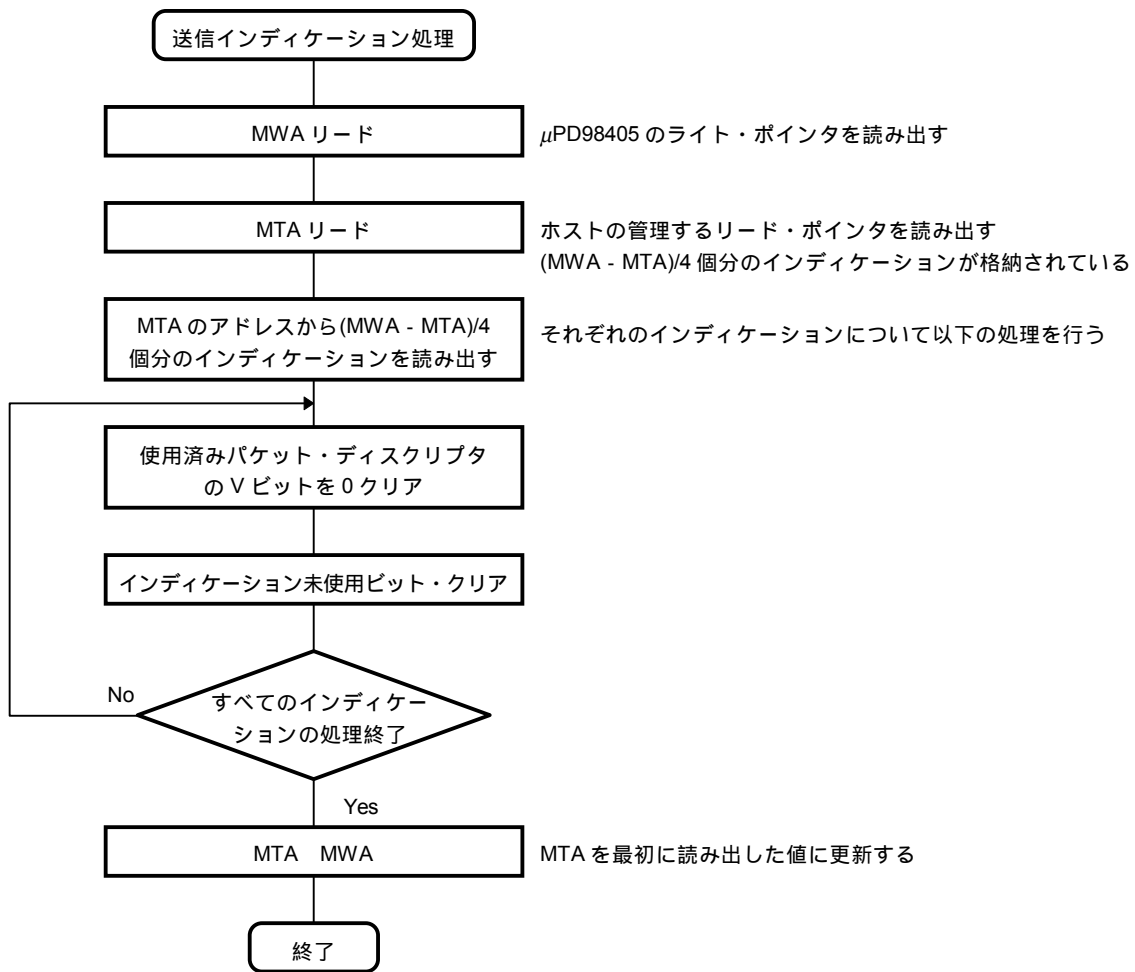 送信インディケーション処理
MWA リード
μPD98405 のライト・ポインタを読み出す
MTA リード
ホストの管理するリード・ポインタを読み出す
(MWA - MTA)/4 個分のインディケーションが格納されている
MTA のアドレスから(MWA - MTA)/4
個分のインディケーションを読み出す
それぞれのインディケーションについて以下の処理を行う
使用済みパケット・ディスクリプタ
の V ビットを 0 クリア
インディケーション未使用ビット・クリア
No
すべてのインディケー
ションの処理終了
Yes
MTA MWA
MTA を最初に読み出した値に更新する
終了